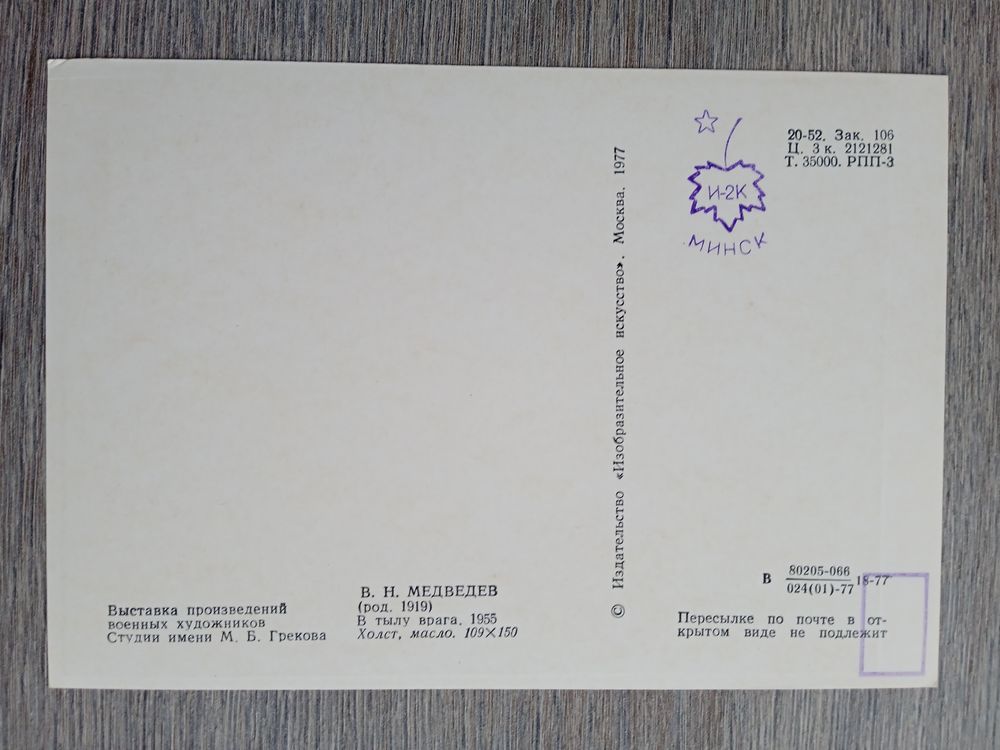 Выставка произведений
военных художников
Студии имени М. Б. Грекова
В. Н. МЕДВЕДЕВ
(род. 1919)
В тылу врага. 1955
Холст, масло. 109×150
© Издательство «Изобразительное искусство». Москва. 1977
И-2К
МИНСК
20-52. Зак. 106
Ц. 3 к. 2121281
Т. 35000. РПП-3
В 80205-066
024(01)-77 18-77
Пересылке по почте в от-
крытом виде не подлежит